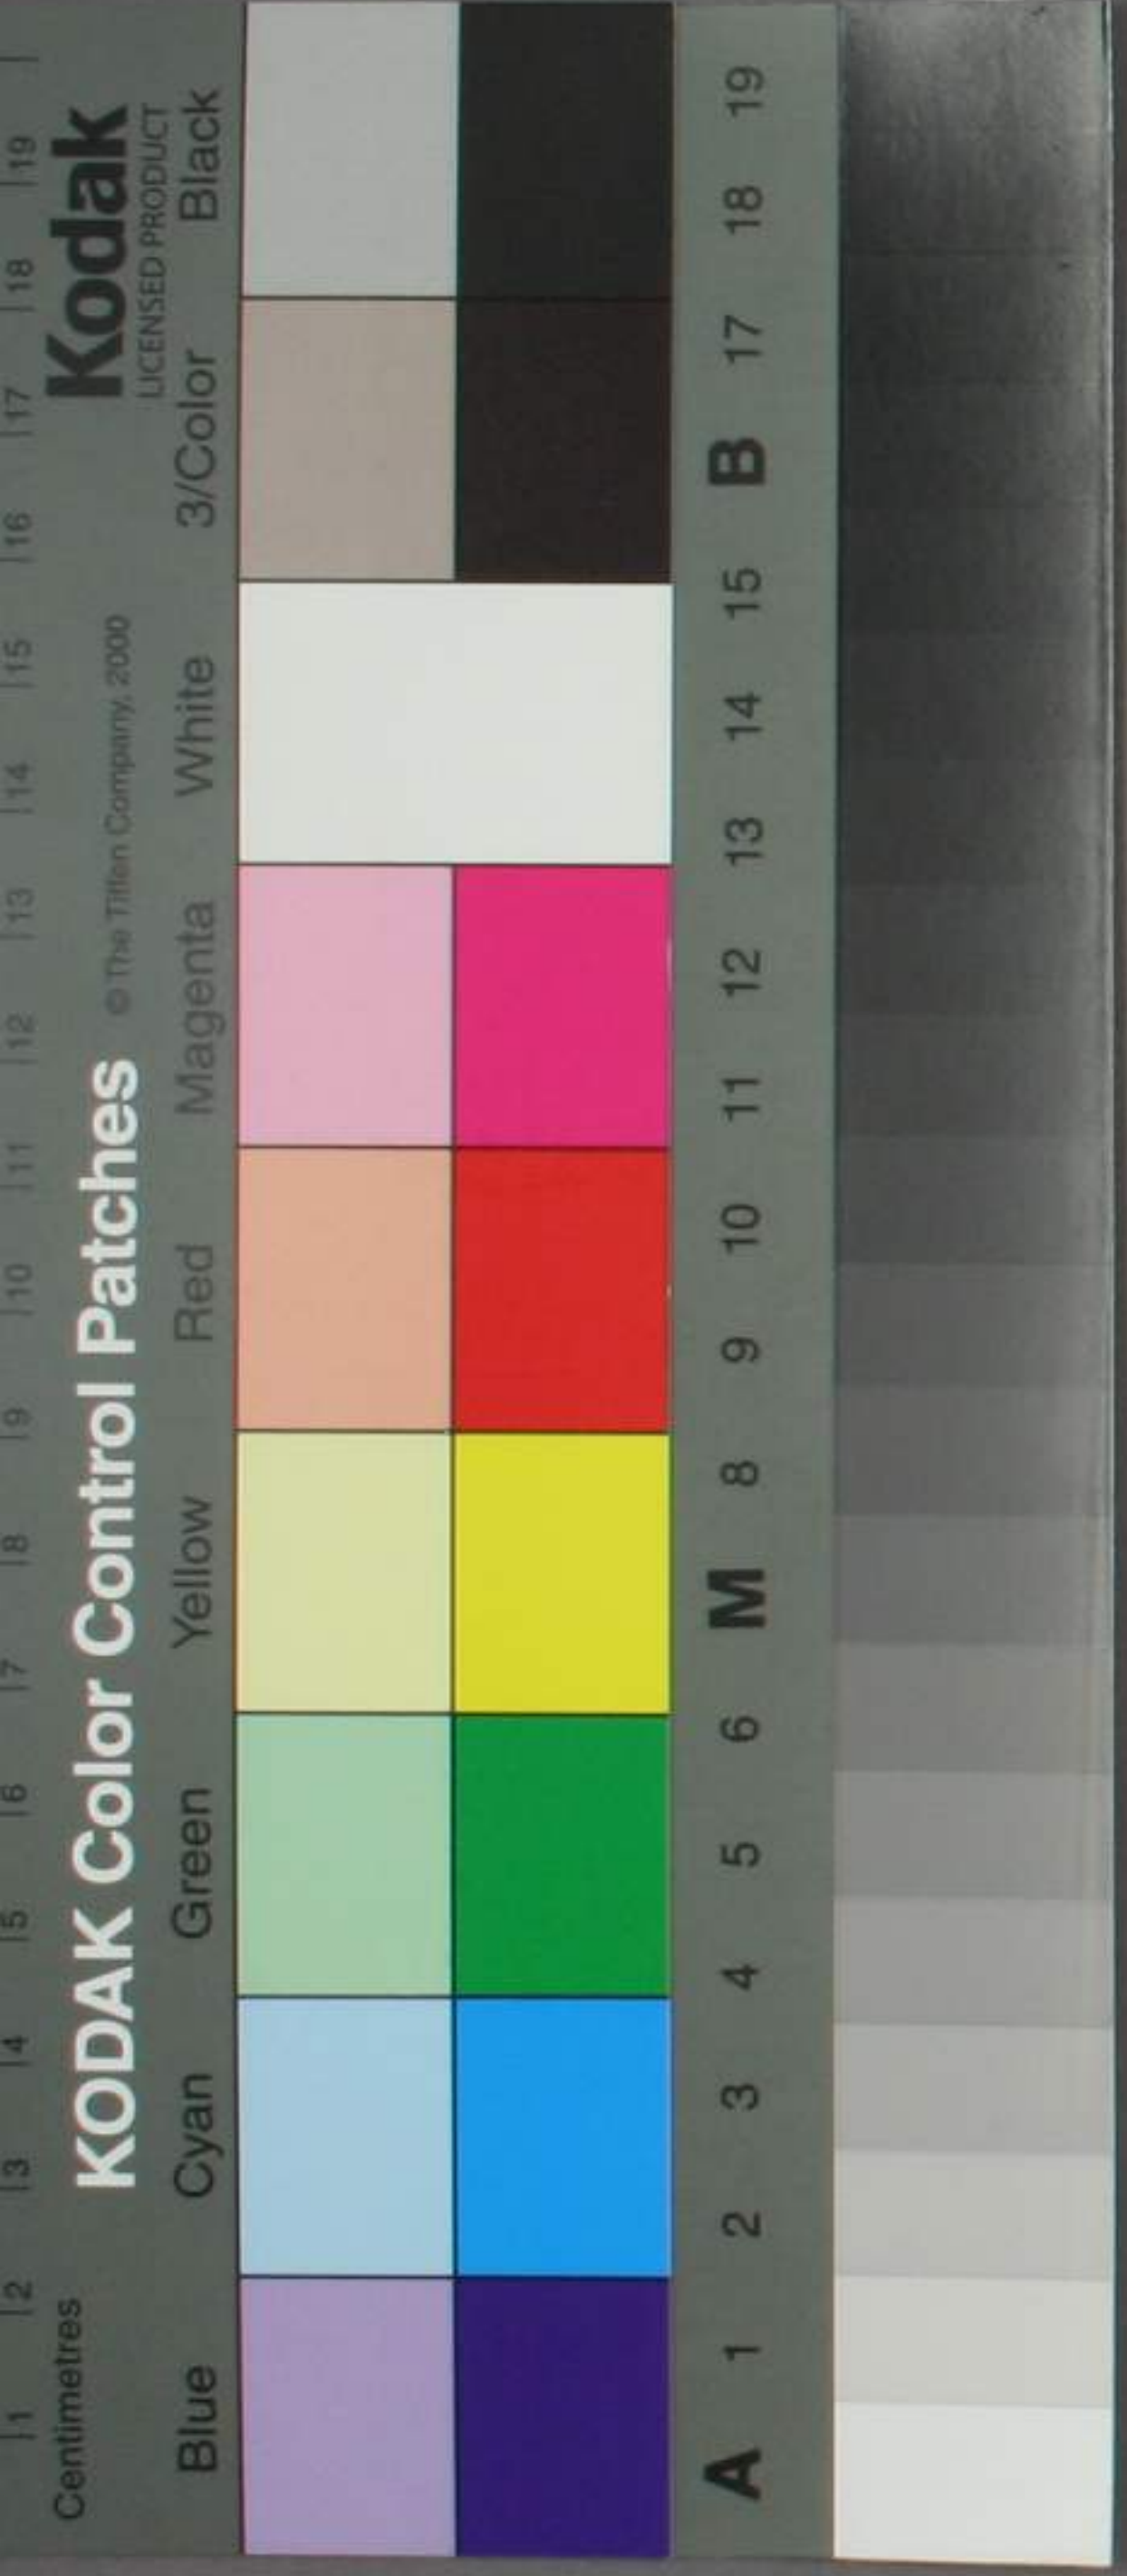 Centimetres
1 2 3 4 5 6 7 8 9 10 11 12 13 14 15 16 17 18 19
KODAK Color Control Patches © The Tiffen Company, 2000 Kodak
LICENSED PRODUCT
Blue Cyan Green Yellow Red Magenta White 3/Color Black
A 1 2 3 4 5 6 M 8 9 10 11 12 13 14 15 B 17 18 19